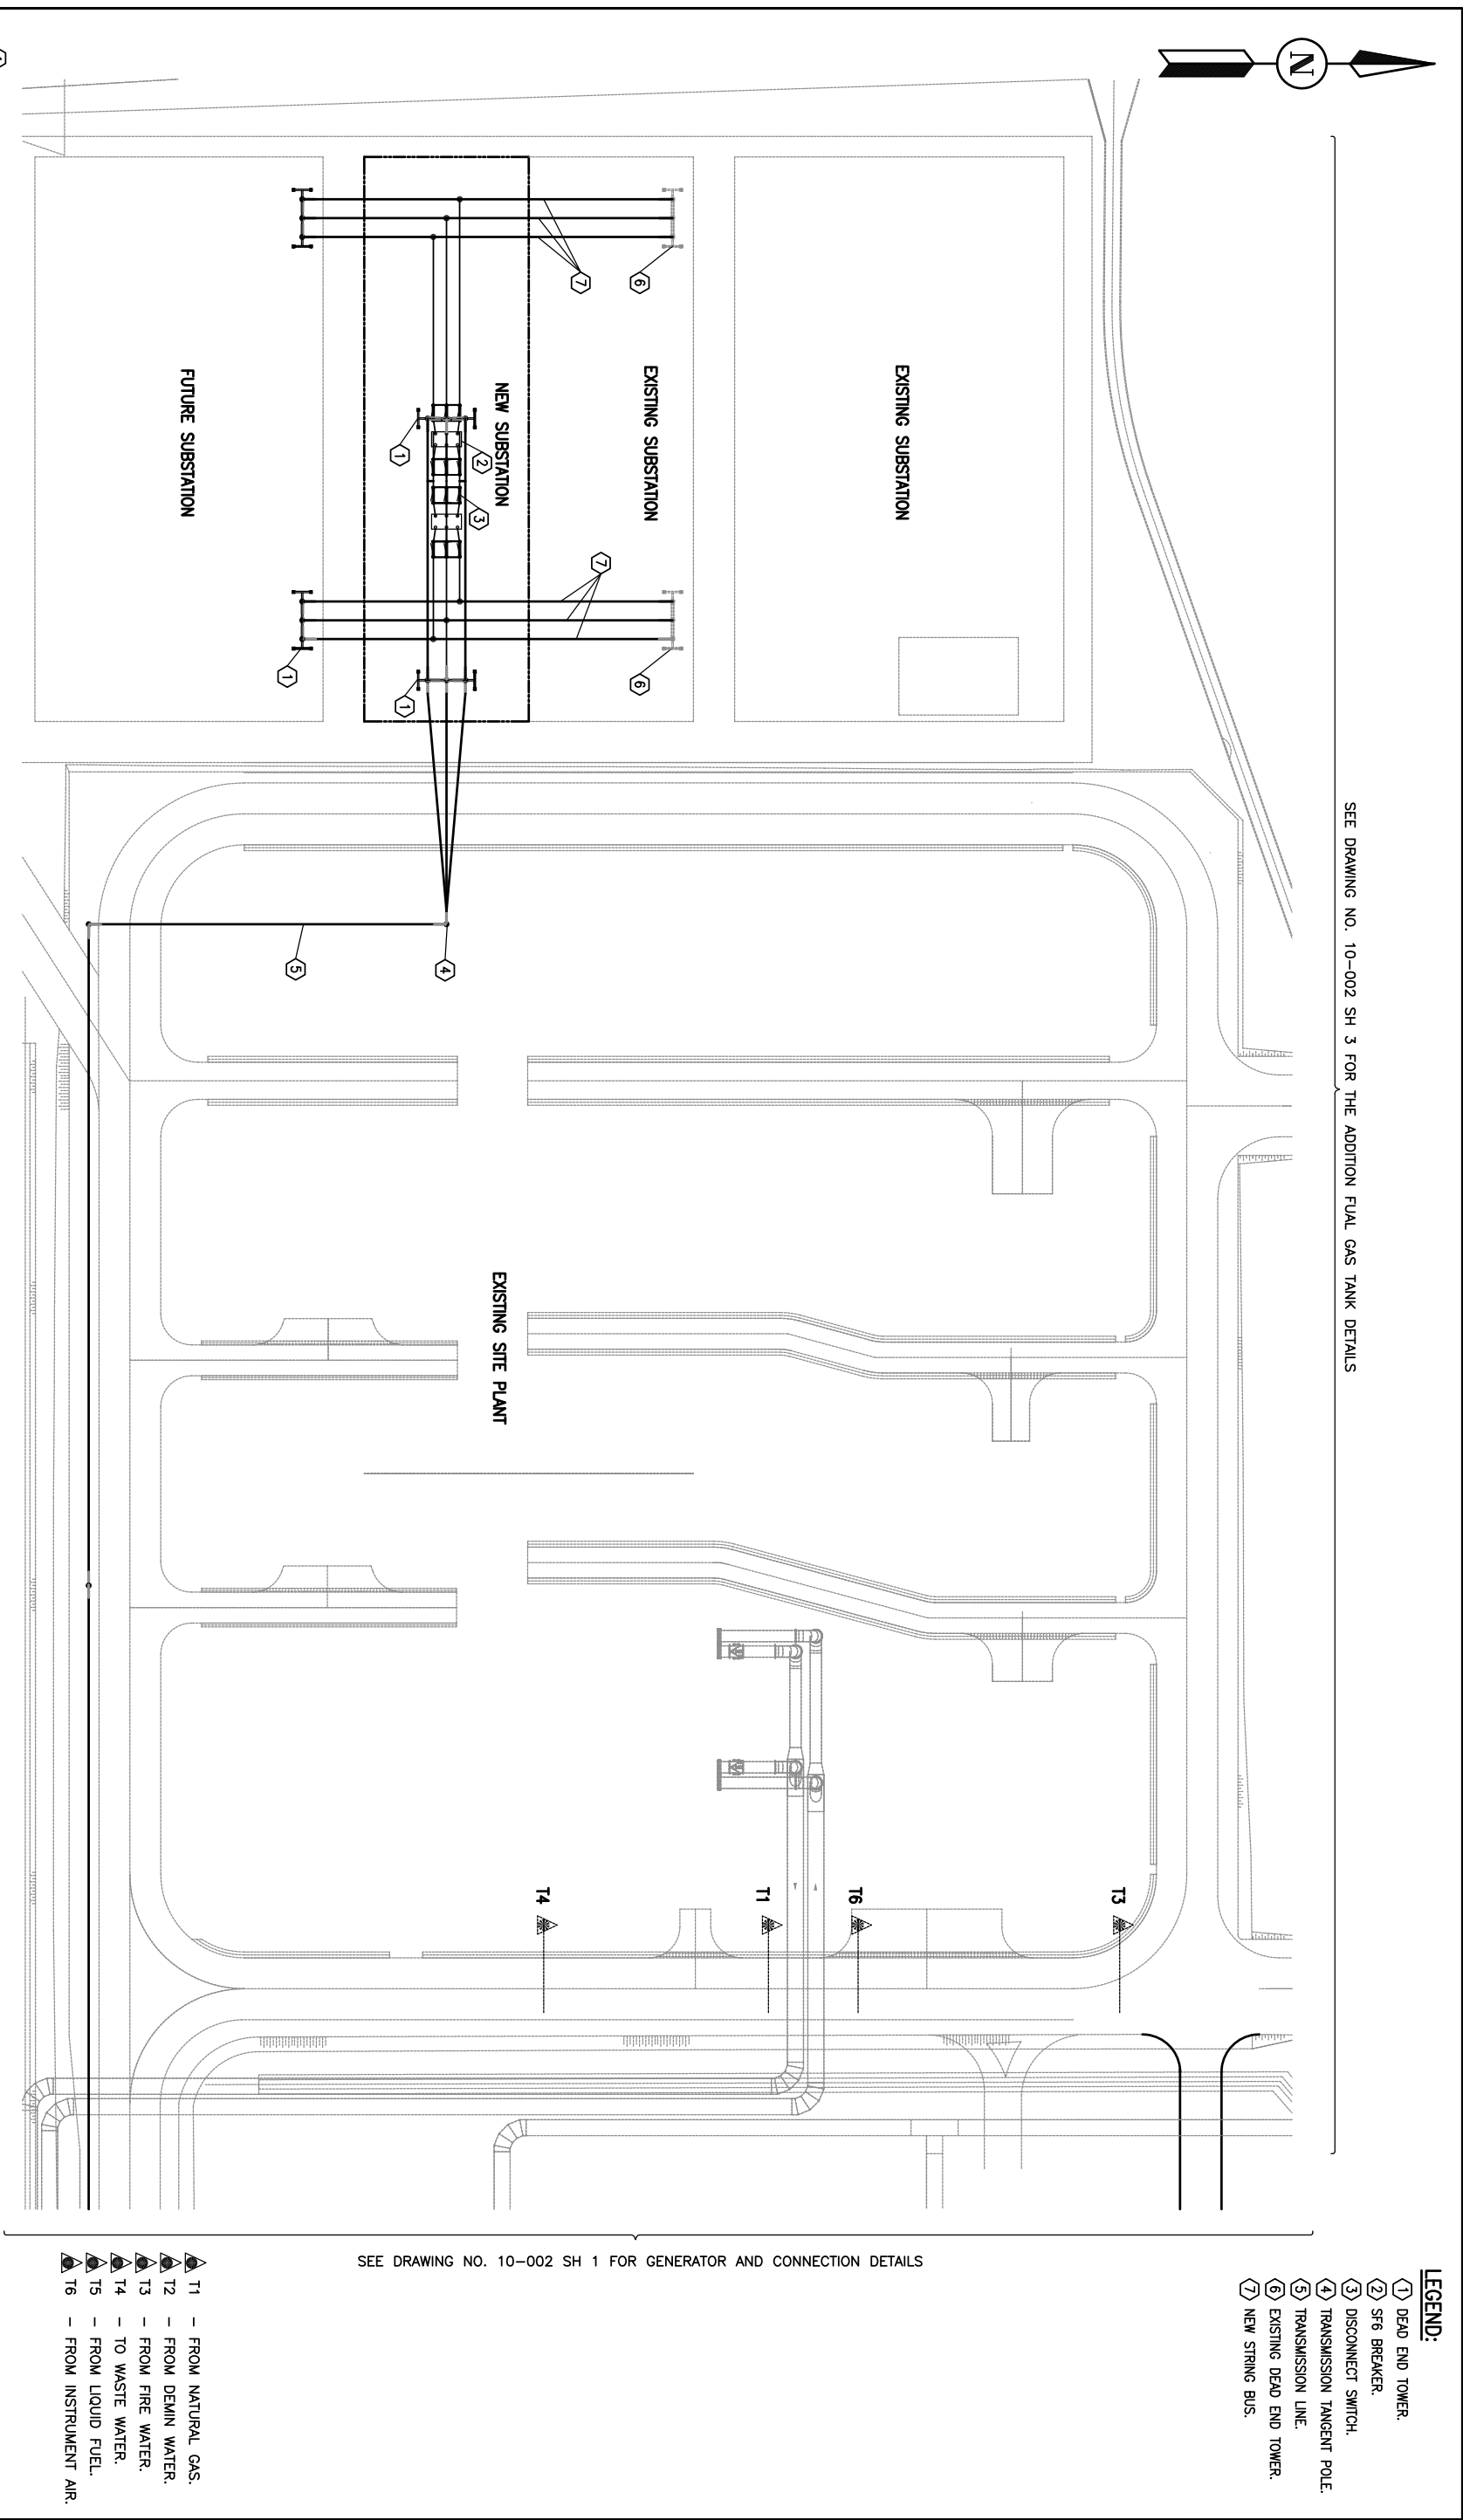 N
SEE DRAWING NO. 10-002 SH 3 FOR THE ADDITION FUAL GAS TANK DETAILS
LEGEND:
1 DEAD END TOWER.
2 SF6 BREAKER.
3 DISCONNECT SWITCH.
4 TRANSMISSION TANGENT POLE.
5 TRANSMISSION LINE.
6 EXISTING DEAD END TOWER.
7 NEW STRING BUS.
EXISTING SUBSTATION
EXISTING SUBSTATION
6
6
7
7
NEW SUBSTATION
2
3
1
1
1
FUTURE SUBSTATION
4
5
EXISTING SITE PLANT
T3
T6
T1
T4
SEE DRAWING NO. 10-002 SH 1 FOR GENERATOR AND CONNECTION DETAILS
T1 - FROM NATURAL GAS.
T2 - FROM DEMIN WATER.
T3 - FROM FIRE WATER.
T4 - TO WASTE WATER.
T5 - FROM LIQUID FUEL.
T6 - FROM INSTRUMENT AIR.